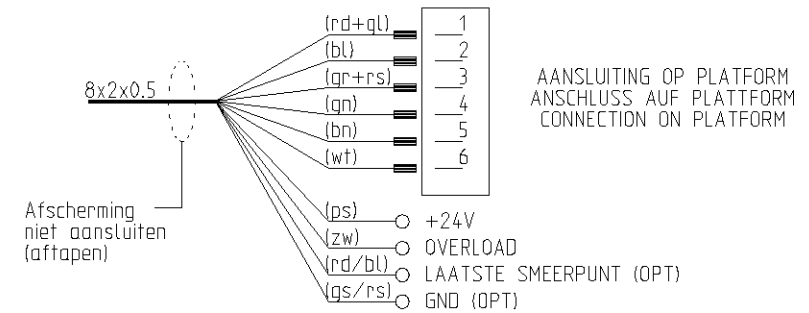 (rd+gl) 1
(bl) 2
(gr+rs) 3
(gn) 4
(bn) 5
(wt) 6
8x2x0.5
AANSLUITING OP PLATFORM
ANSCHLUSS AUF PLATTFORM
CONNECTION ON PLATFORM
Afscherming
niet aansluiten
(aftapen)
(ps) +24V
(zw) OVERLOAD
(rd/bl) LAATSTE SMEERPUNT (OPT)
(gs/rs) GND (OPT)